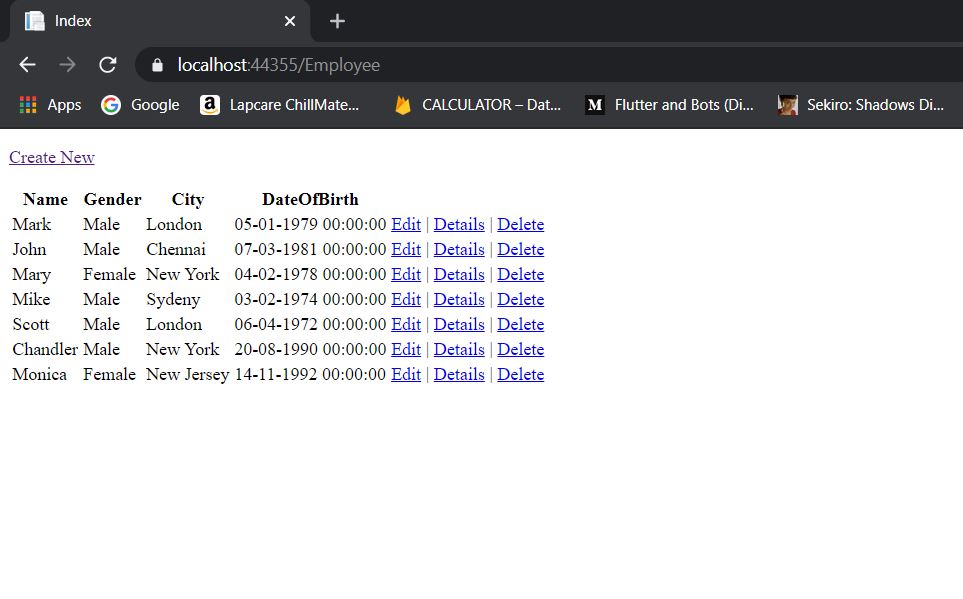 Index
localhost:44355/Employee
Apps Google Lapcare ChillMate... CALCULATOR – Dat... M Flutter and Bots (Di... Sekiro: Shadows Di...
Create New
Name Gender City DateOfBirth
Mark Male London 05-01-1979 00:00:00 Edit | Details | Delete
John Male Chennai 07-03-1981 00:00:00 Edit | Details | Delete
Mary Female New York 04-02-1978 00:00:00 Edit | Details | Delete
Mike Male Sydeny 03-02-1974 00:00:00 Edit | Details | Delete
Scott Male London 06-04-1972 00:00:00 Edit | Details | Delete
Chandler Male New York 20-08-1990 00:00:00 Edit | Details | Delete
Monica Female New Jersey 14-11-1992 00:00:00 Edit | Details | Delete